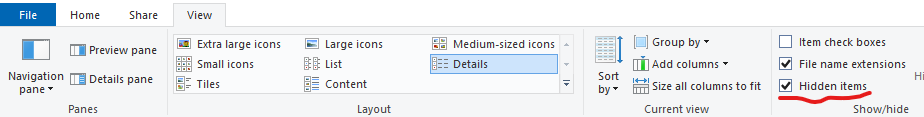 File Home Share View
Navigation pane
Preview pane
Details pane
Panes
Extra large icons Large icons Medium-sized icons
Small icons List Details
Tiles Content
Layout
Sort by
Group by
Add columns
Size all columns to fit
Current view
Item check boxes
File name extensions
Hidden items
Show/hide
Hi